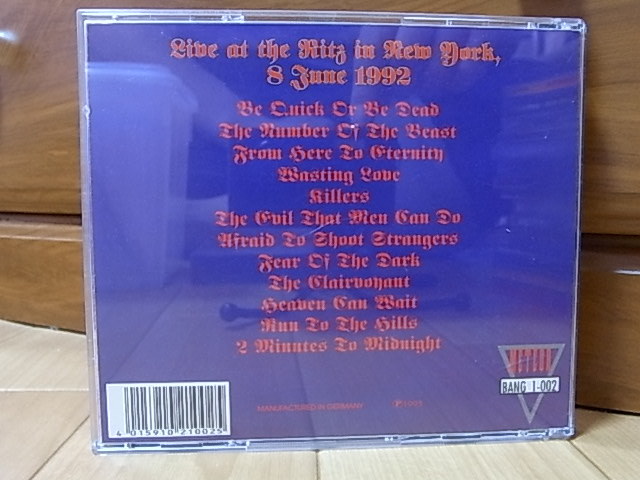 Live at the Ritz in New York,
8 June 1992
Be Quick Or Be Dead
The Number Of The Beast
From Here To Eternity
Wasting Love
Killers
The Evil That Men Can Do
Afraid To Shoot Strangers
Fear Of The Dark
The Clairvoyant
Heaven Can Wait
Run To The Hills
2 Minutes To Midnight
BANG 1-002
MANUFACTURED IN GERMANY
4 015910 210025